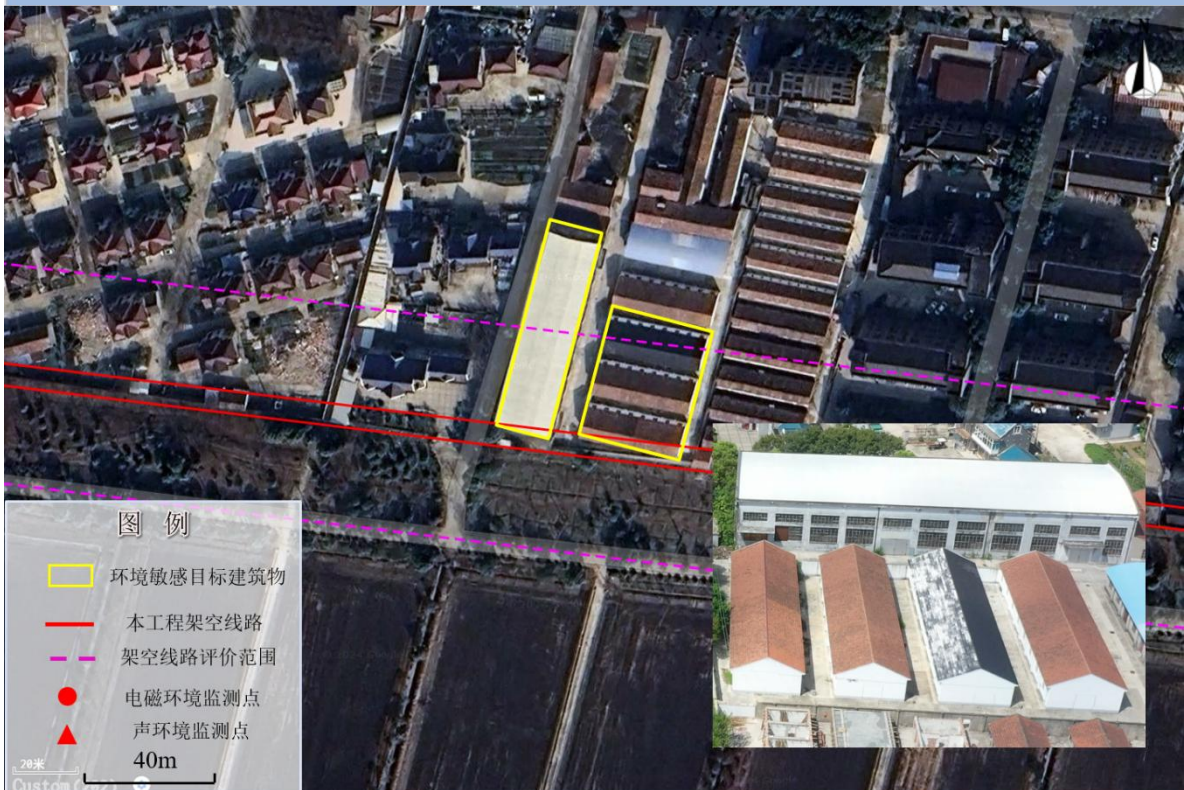 图 例
环境敏感目标建筑物
本工程架空线路
架空线路评价范围
电磁环境监测点
声环境监测点
40m
20米